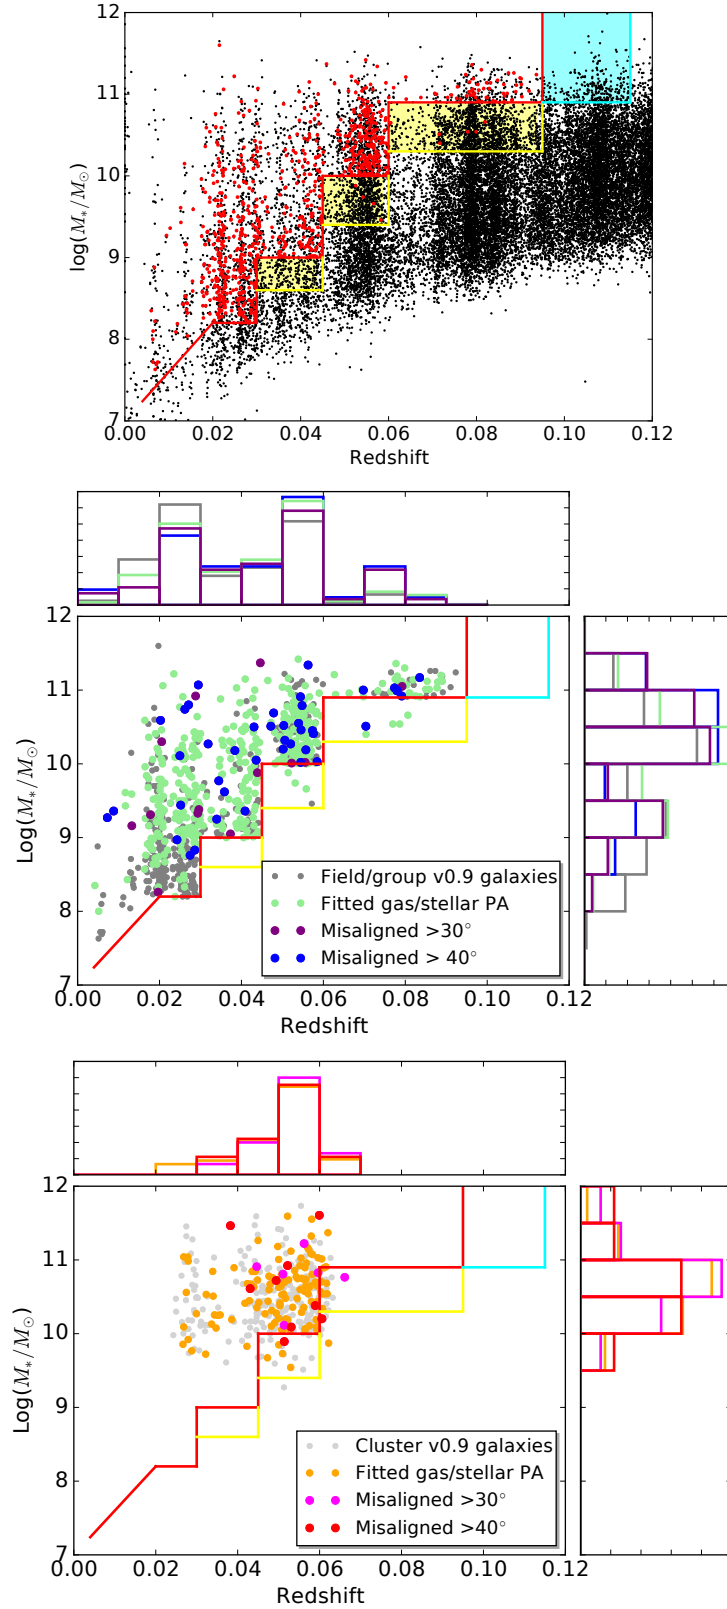 12
11
10
9
8
7
log(M*/M⊙)
0.00 0.02 0.04 0.06 0.08 0.10 0.12
Redshift
12
11
10
9
8
7
Log(M*/M⊙)
Field/group v0.9 galaxies
Fitted gas/stellar PA
Misaligned >30°
Misaligned > 40°
0.00 0.02 0.04 0.06 0.08 0.10 0.12
Redshift
12
11
10
9
8
7
Log(M*/M⊙)
Cluster v0.9 galaxies
Fitted gas/stellar PA
Misaligned >30°
Misaligned >40°
0.00 0.02 0.04 0.06 0.08 0.10 0.12
Redshift